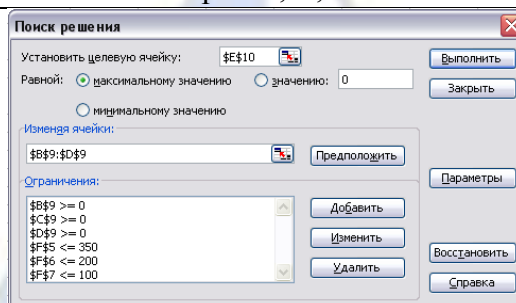 Поиск решения
Установить целевую ячейку: $E$10
Выполнить
Равной: максимальному значению значению: 0
Закрыть
минимальному значению
Изменяя ячейки:
$B$9:$D$9
Предположить
Ограничения:
Параметры
$B$9 >= 0
$C$9 >= 0
$D$9 >= 0
$F$5 <= 350
$F$6 <= 200
$F$7 <= 100
Добавить
Изменить
Удалить
Восстановить
Справка